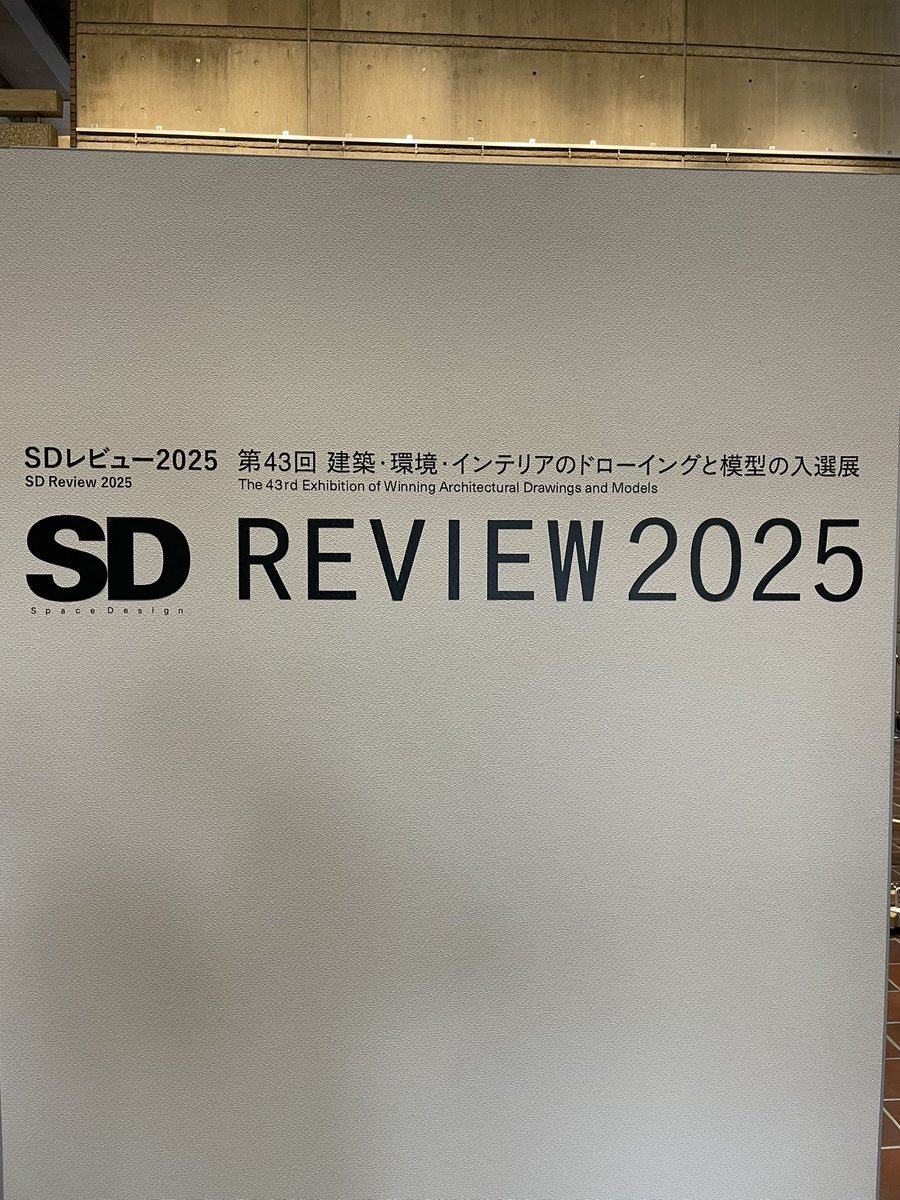 SDレビュー2025 第43回 建築・環境・インテリアのドローイングと模型の入選展
SD Review 2025 The 43rd Exhibition of Winning Architectural Drawings and Models
SD REVIEW 2025
Space Design